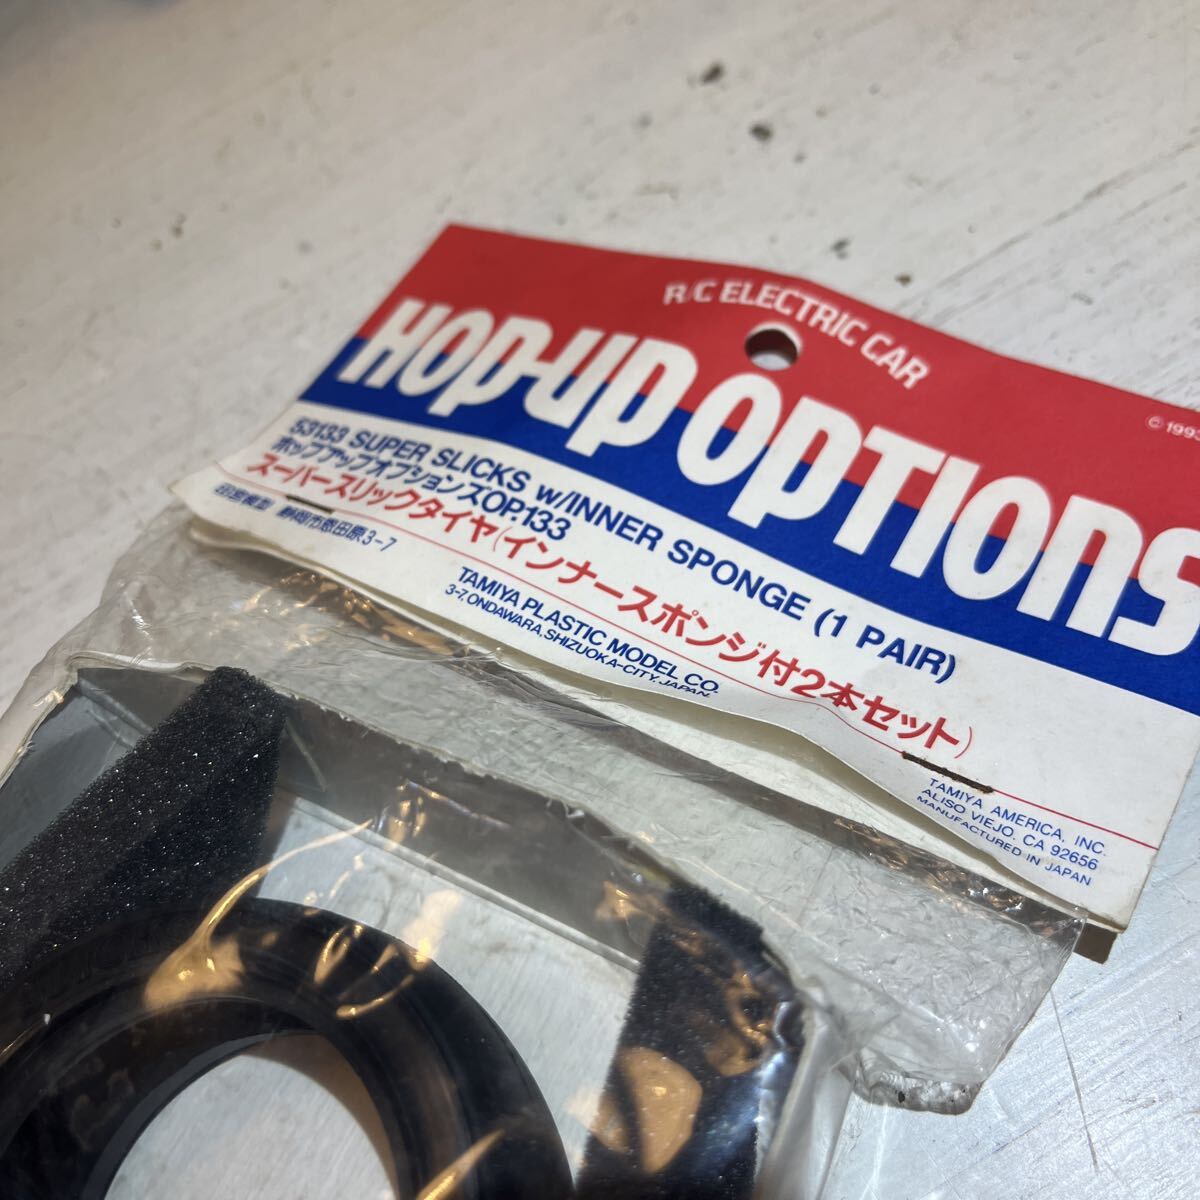 R/C ELECTRIC CAR
HOP-UP OPTIONS
© 1993
53133 SUPER SLICKS w/INNER SPONGE (1 PAIR)
ホップアップオプションズOP.133
スーパースリックタイヤ(インナースポンジ付2本セット)
田宮模型 静岡市恩田原3-7
TAMIYA PLASTIC MODEL CO.
3-7, ONDAWARA, SHIZUOKA-CITY, JAPAN.
TAMIYA AMERICA, INC.
ALISO VIEJO, CA 92656
MANUFACTURED IN JAPAN